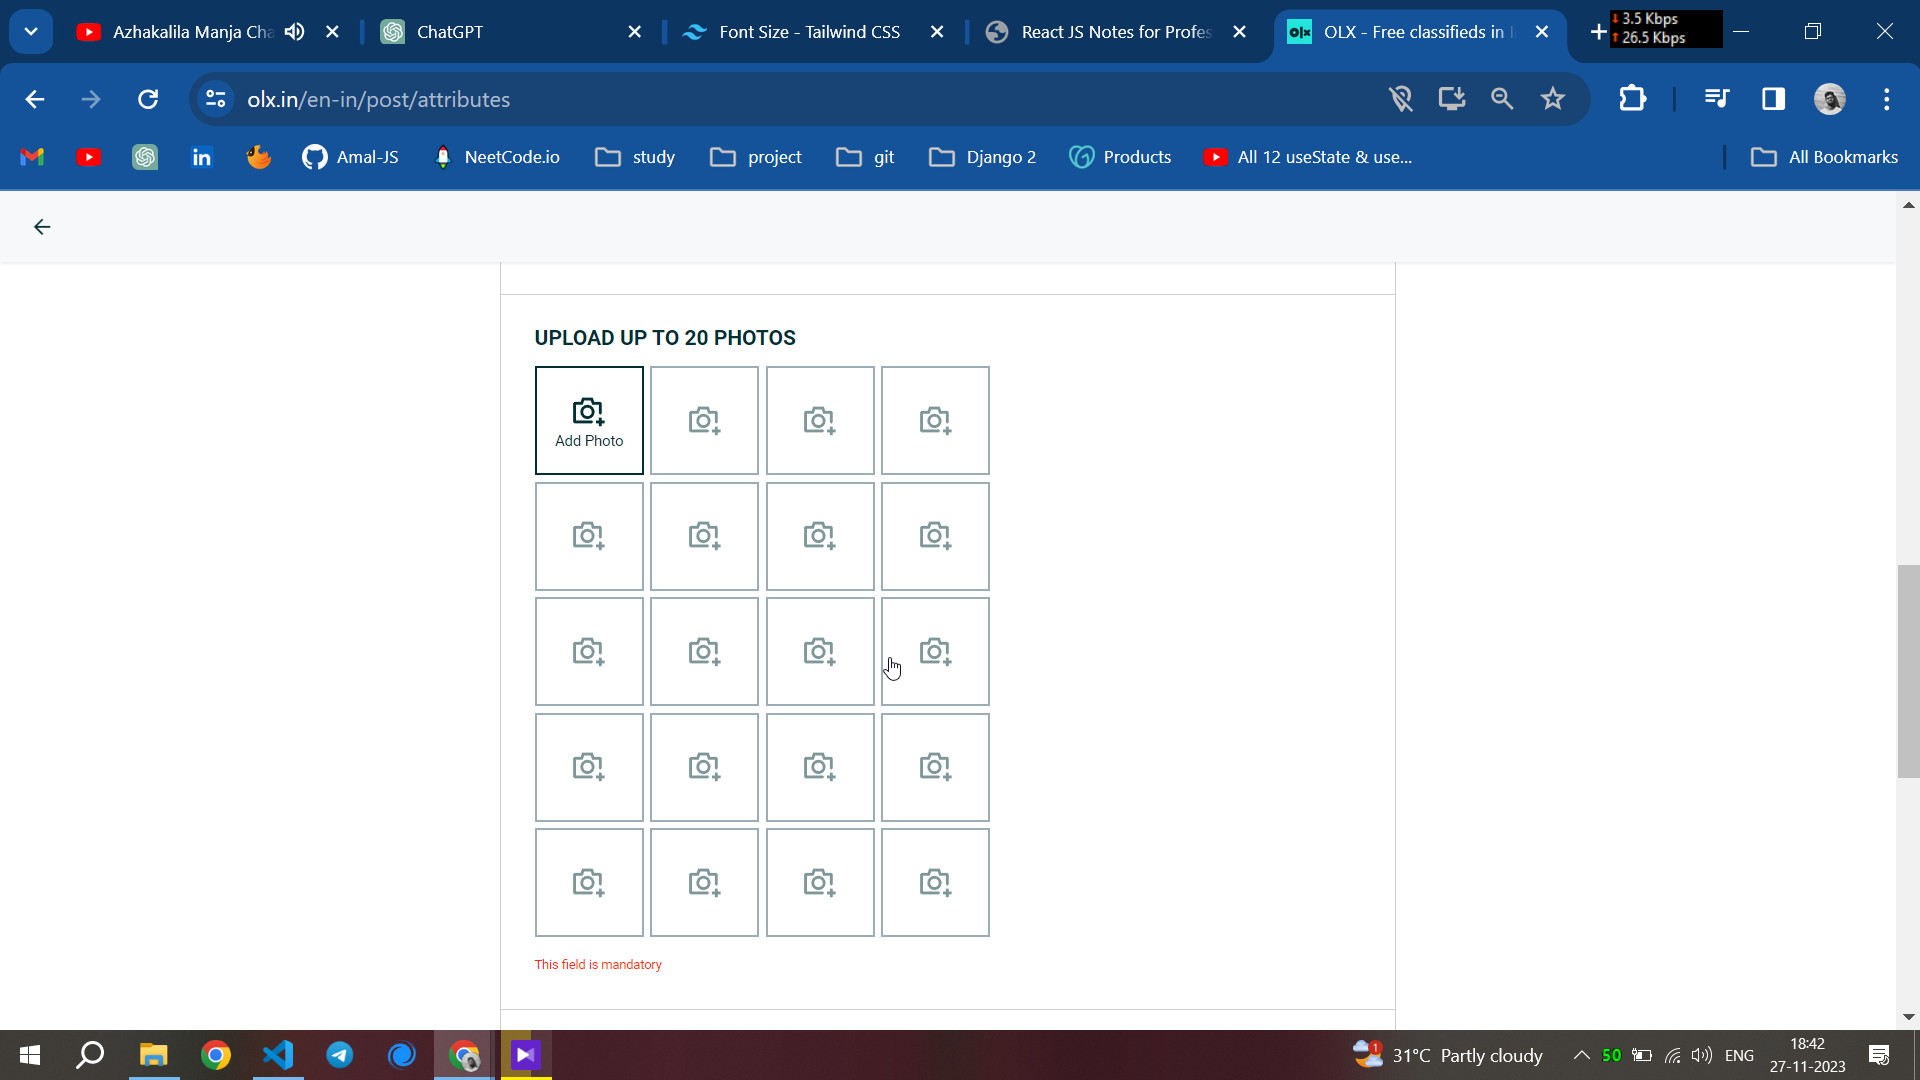 Azhakalila Manja Cha
ChatGPT
Font Size - Tailwind CSS
React JS Notes for Profes
OLX - Free classifieds in
3.5 Kbps
26.5 Kbps
olx.in/en-in/post/attributes
Amal-JS
NeetCode.io
study
project
git
Django 2
Products
All 12 useState & use...
All Bookmarks
UPLOAD UP TO 20 PHOTOS
Add Photo
This field is mandatory
1
31°C Partly cloudy
50
ENG
18:42
27-11-2023